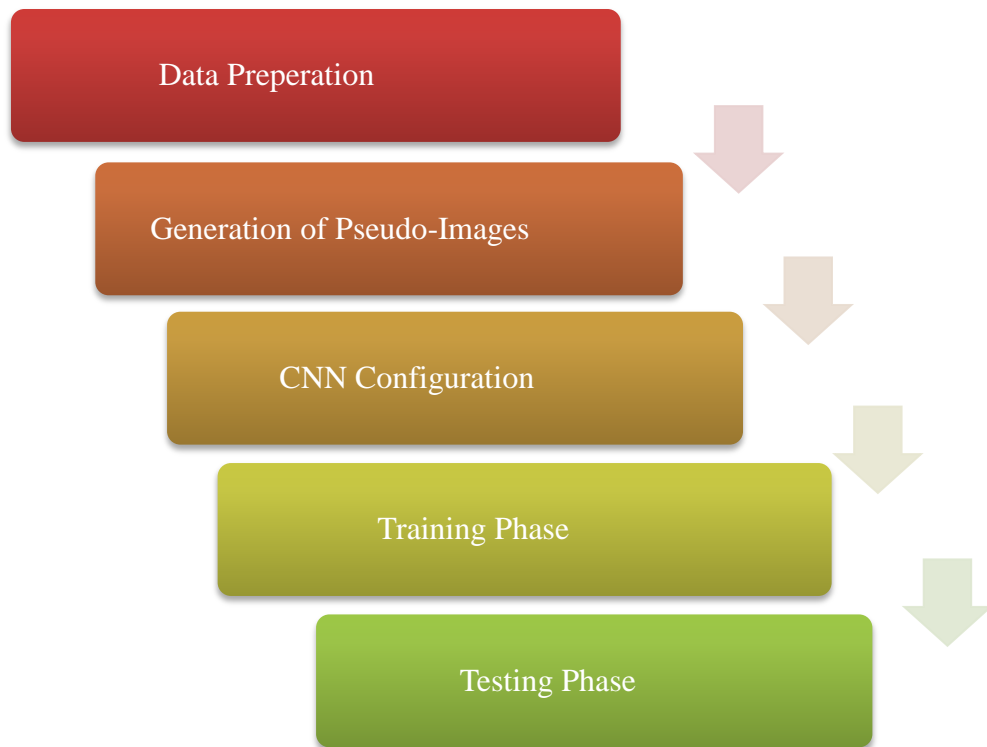 Data Preperation
Generation of Pseudo-Images
CNN Configuration
Training Phase
Testing Phase